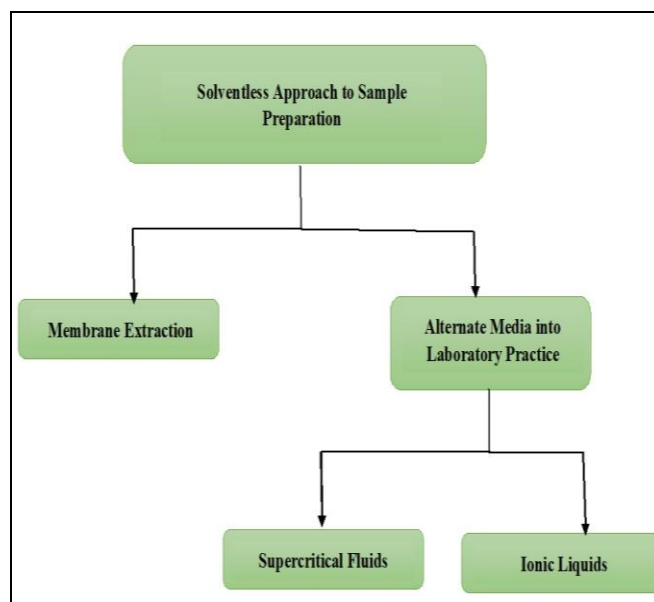 Solventless Approach to Sample
Preparation
Membrane Extraction
Alternate Media into
Laboratory Practice
Supercritical Fluids
Ionic Liquids